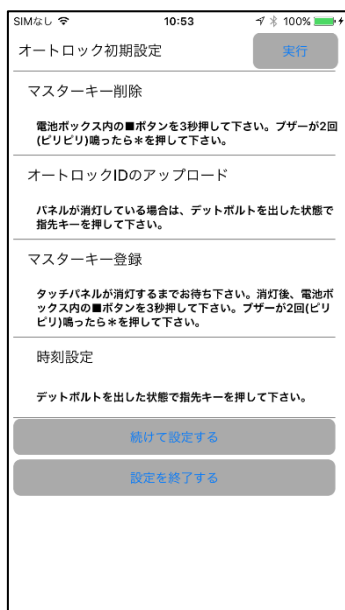 SIMなし 10:53 100%
オートロック初期設定 実行
マスターキー削除
電池ボックス内の■ボタンを3秒押して下さい。ブザーが2回
(ピリピリ)鳴ったら＊を押して下さい。
オートロックIDのアップロード
パネルが消灯している場合は、デットボルトを出した状態で
指先キーを押して下さい。
マスターキー登録
タッチパネルが消灯するまでお待ち下さい。消灯後、電池ボ
ックス内の■ボタンを3秒押して下さい。ブザーが2回(ピリ
ピリ)鳴ったら＊を押して下さい。
時刻設定
デットボルトを出した状態で指先キーを押して下さい。
続けて設定する
設定を終了する